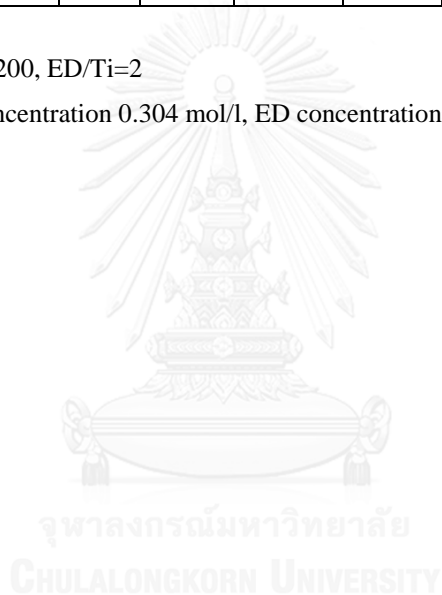 200, ED/Ti=2
ncentration 0.304 mol/l, ED concentration
จุฬาลงกรณ์มหาวิทยาลัย
CHULALONGKORN UNIVERSITY